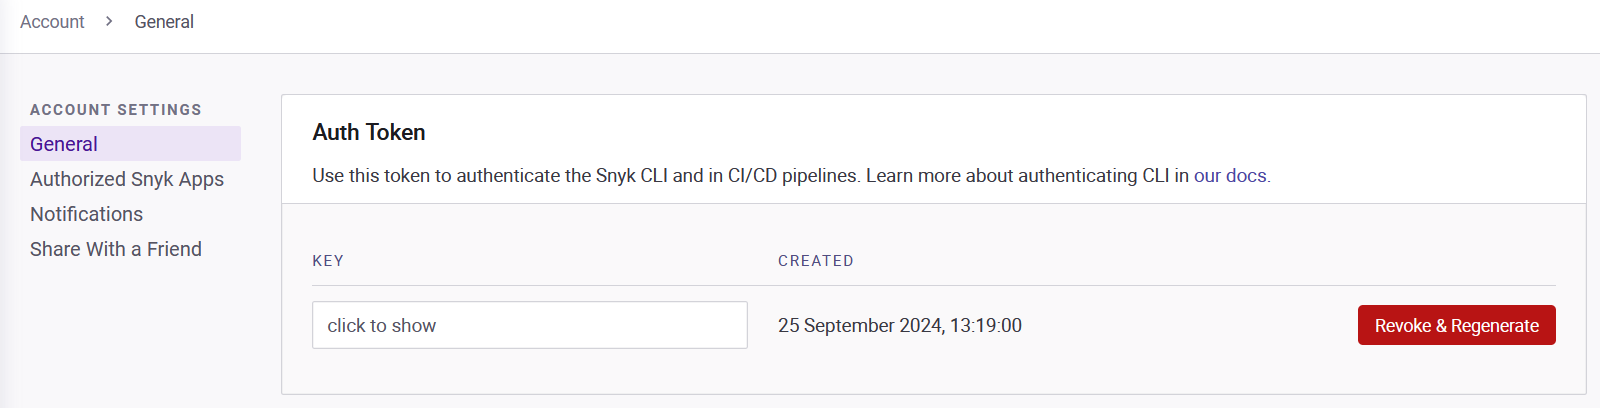 Account > General
ACCOUNT SETTINGS
General
Authorized Snyk Apps
Notifications
Share With a Friend
Auth Token
Use this token to authenticate the Snyk CLI and in CI/CD pipelines. Learn more about authenticating CLI in our docs.
KEY CREATED
click to show 25 September 2024, 13:19:00 Revoke & Regenerate